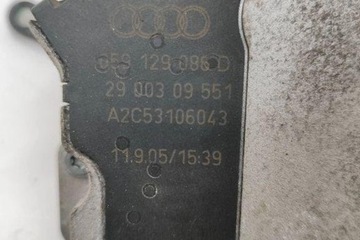 059 129 086 D
29 003 09 551
A2C53106043
11.9.05/15:39